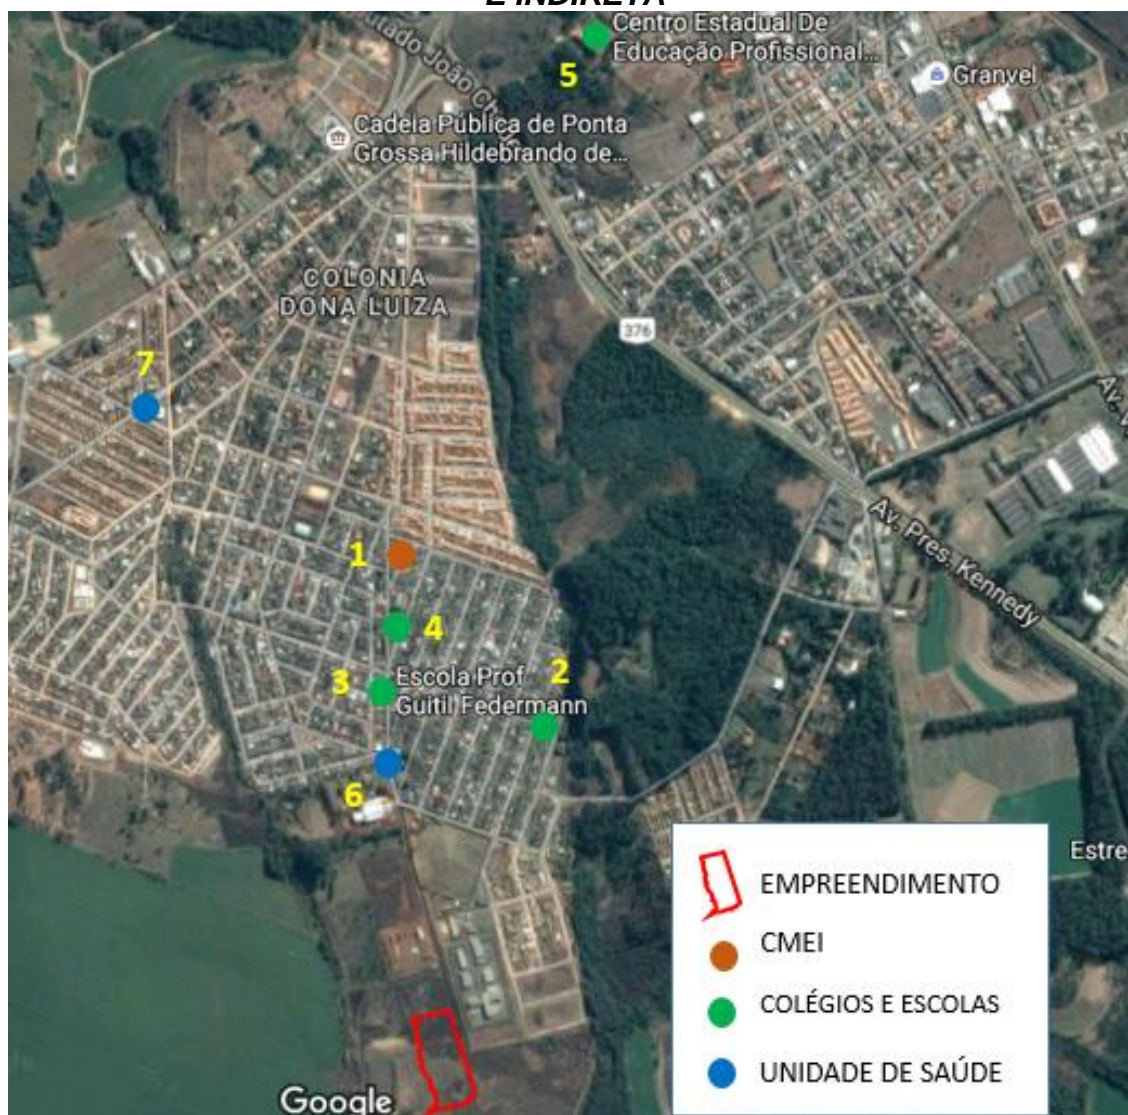 E INDIRETA
Centro Estadual De
Educação Profissional...
5
Granvel
Cadeia Pública de Ponta
Grossa Hildebrando de...
COLONIA
DONA LUIZA
376
7
Av. Pres. Kennedy
1
4
2
3
Escola Prof
Guitil Federmann
6
Estre
EMPREENDIMENTO
CMEI
COLÉGIOS E ESCOLAS
UNIDADE DE SAÚDE
Google